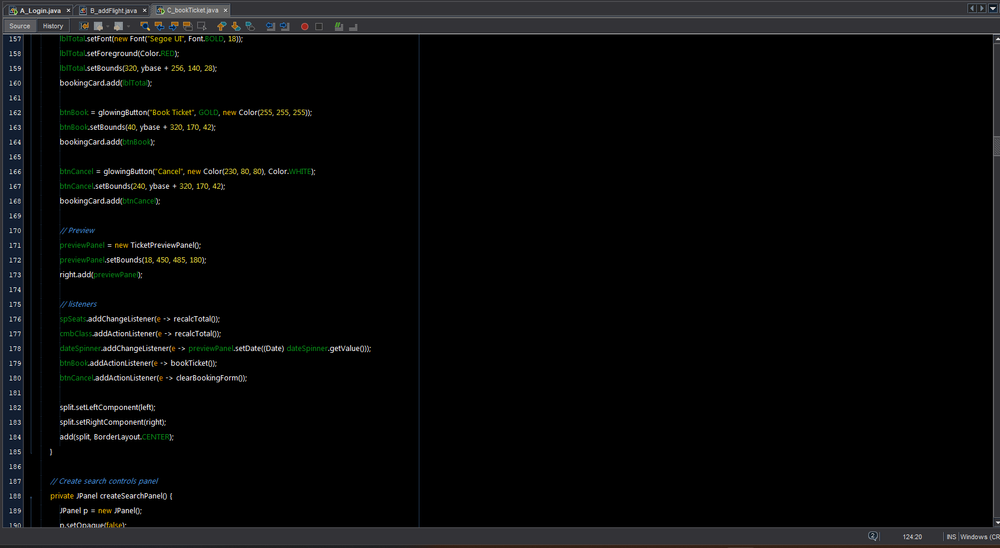 A_Login.java × B_addFlight.java × C_bookTicket.java ×
Source History
157 lblTotal.setFont(new Font("Segoe UI", Font.BOLD, 18));
158 lblTotal.setForeground(Color.RED);
159 lblTotal.setBounds(320, ybase + 256, 140, 28);
160 bookingCard.add(lblTotal);
161
162 btnBook = glowingButton("Book Ticket", GOLD, new Color(255, 255, 255));
163 btnBook.setBounds(40, ybase + 320, 170, 42);
164 bookingCard.add(btnBook);
165
166 btnCancel = glowingButton("Cancel", new Color(230, 80, 80), Color.WHITE);
167 btnCancel.setBounds(240, ybase + 320, 170, 42);
168 bookingCard.add(btnCancel);
169
170 // Preview
171 previewPanel = new TicketPreviewPanel();
172 previewPanel.setBounds(18, 450, 485, 180);
173 right.add(previewPanel);
174
175 // listeners
176 spSeats.addChangeListener(e -> recalcTotal());
177 cmbClass.addActionListener(e -> recalcTotal());
178 dateSpinner.addChangeListener(e -> previewPanel.setDate((Date) dateSpinner.getValue()));
179 btnBook.addActionListener(e -> bookTicket());
180 btnCancel.addActionListener(e -> clearBookingForm());
181
182 split.setLeftComponent(left);
183 split.setRightComponent(right);
184 add(split, BorderLayout.CENTER);
185 }
186
187 // Create search controls panel
188 private JPanel createSearchPanel() {
189 JPanel p = new JPanel();
190 p.setOpaque(false);
2 124:20 INS Windows (CR